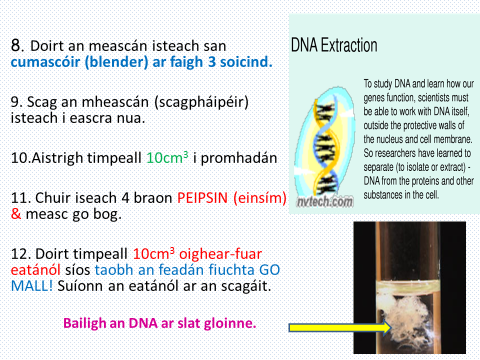 8. Doirt an meascán isteach san
cumascóir (blender) ar faigh 3 soicind.
9. Scag an mheascán (scagpháipéir)
isteach i eascra nua.
10.Aistrigh timpeall 10cm³ i promhadán
11. Chuir iseach 4 braon PEIPSIN (einsím)
& measc go bog.
12. Doirt timpeall 10cm³ oighear-fuar
eatánól síos taobh an feadán fiuchta GO
MALL! Suíonn an eatánól ar an scagáit.
Bailigh an DNA ar slat gloinne.
DNA Extraction
To study DNA and learn how our
genes function, scientists must
be able to work with DNA itself,
outside the protective walls of
the nucleus and cell membrane.
So researchers have learned to
separate (to isolate or extract) -
DNA from the proteins and other
substances in the cell.
nvtech.com